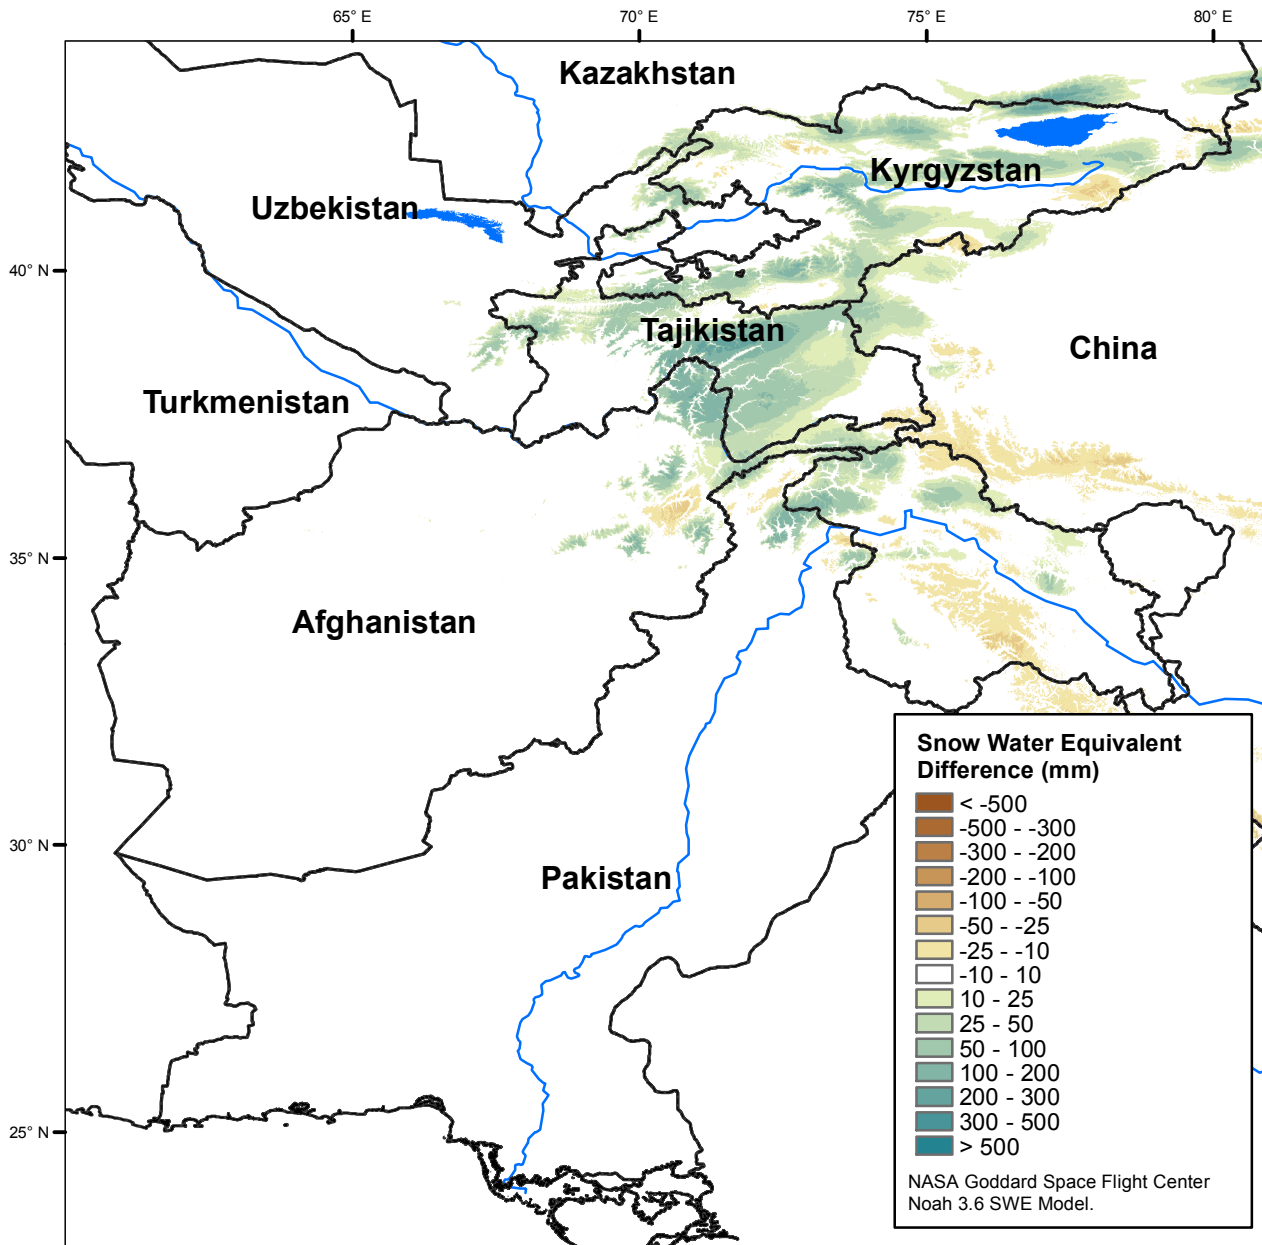 65° E
70° E
75° E
80° E
Kazakhstan
Kyrgyzstan
Uzbekistan
40° N
Tajikistan
China
Turkmenistan
35° N
Afghanistan
Snow Water Equivalent
Difference (mm)
< -500
-500 - -300
-300 - -200
-200 - -100
-100 - -50
-50 - -25
-25 - -10
-10 - 10
10 - 25
25 - 50
50 - 100
100 - 200
200 - 300
300 - 500
> 500
NASA Goddard Space Flight Center
Noah 3.6 SWE Model.
30° N
Pakistan
25° N